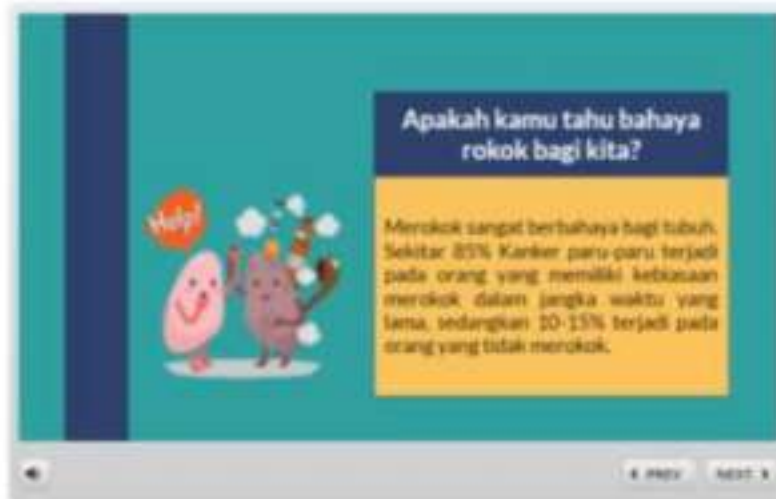 Apakah kamu tahu bahaya
rokok bagi kita?
Help!
Merokok sangat berbahaya bagi tubuh.
Sekitar 85% Kanker paru-paru terjadi
pada orang yang memiliki kebiasaan
merokok dalam jangka waktu yang
lama, sedangkan 10-15% terjadi pada
orang yang tidak merokok.
PREV
NEXT